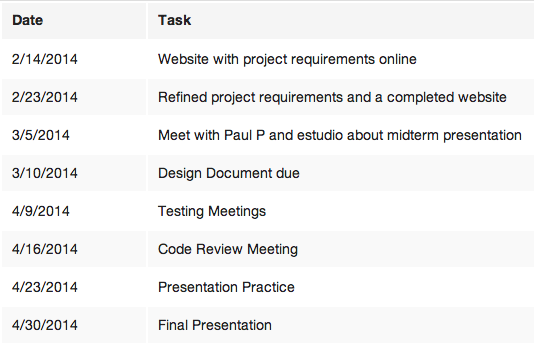 Date Task
2/14/2014 Website with project requirements online
2/23/2014 Refined project requirements and a completed website
3/5/2014 Meet with Paul P and estudio about midterm presentation
3/10/2014 Design Document due
4/9/2014 Testing Meetings
4/16/2014 Code Review Meeting
4/23/2014 Presentation Practice
4/30/2014 Final Presentation